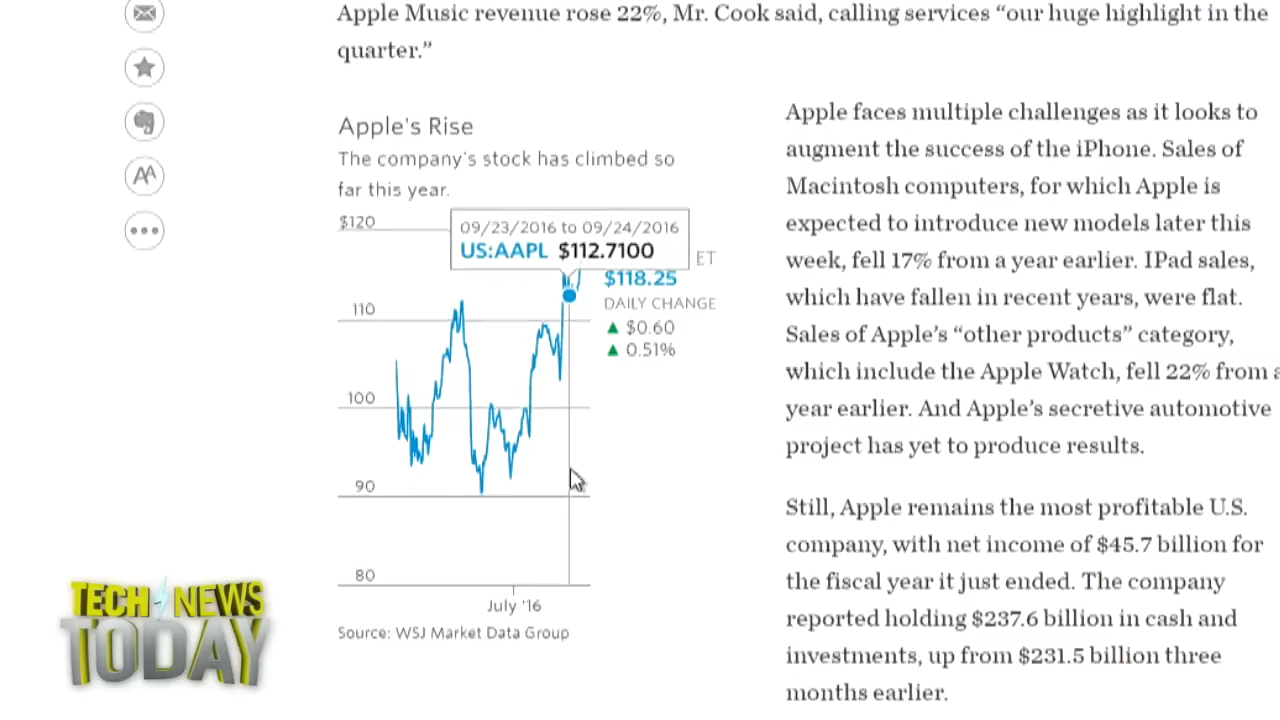 Apple Music revenue rose 22%, Mr. Cook said, calling services “our huge highlight in the
quarter.”
Apple's Rise
The company's stock has climbed so
far this year.
$120
09/23/2016 to 09/24/2016
US:AAPL $112.7100
ET
$118.25
DAILY CHANGE
▲ $0.60
▲ 0.51%
110
100
90
80
July '16
Source: WSJ Market Data Group
Apple faces multiple challenges as it looks to
augment the success of the iPhone. Sales of
Macintosh computers, for which Apple is
expected to introduce new models later this
week, fell 17% from a year earlier. IPad sales,
which have fallen in recent years, were flat.
Sales of Apple’s “other products” category,
which include the Apple Watch, fell 22% from a
year earlier. And Apple’s secretive automotive
project has yet to produce results.
Still, Apple remains the most profitable U.S.
company, with net income of $45.7 billion for
the fiscal year it just ended. The company
reported holding $237.6 billion in cash and
investments, up from $231.5 billion three
months earlier.
AA
TECH NEWS
TODAY